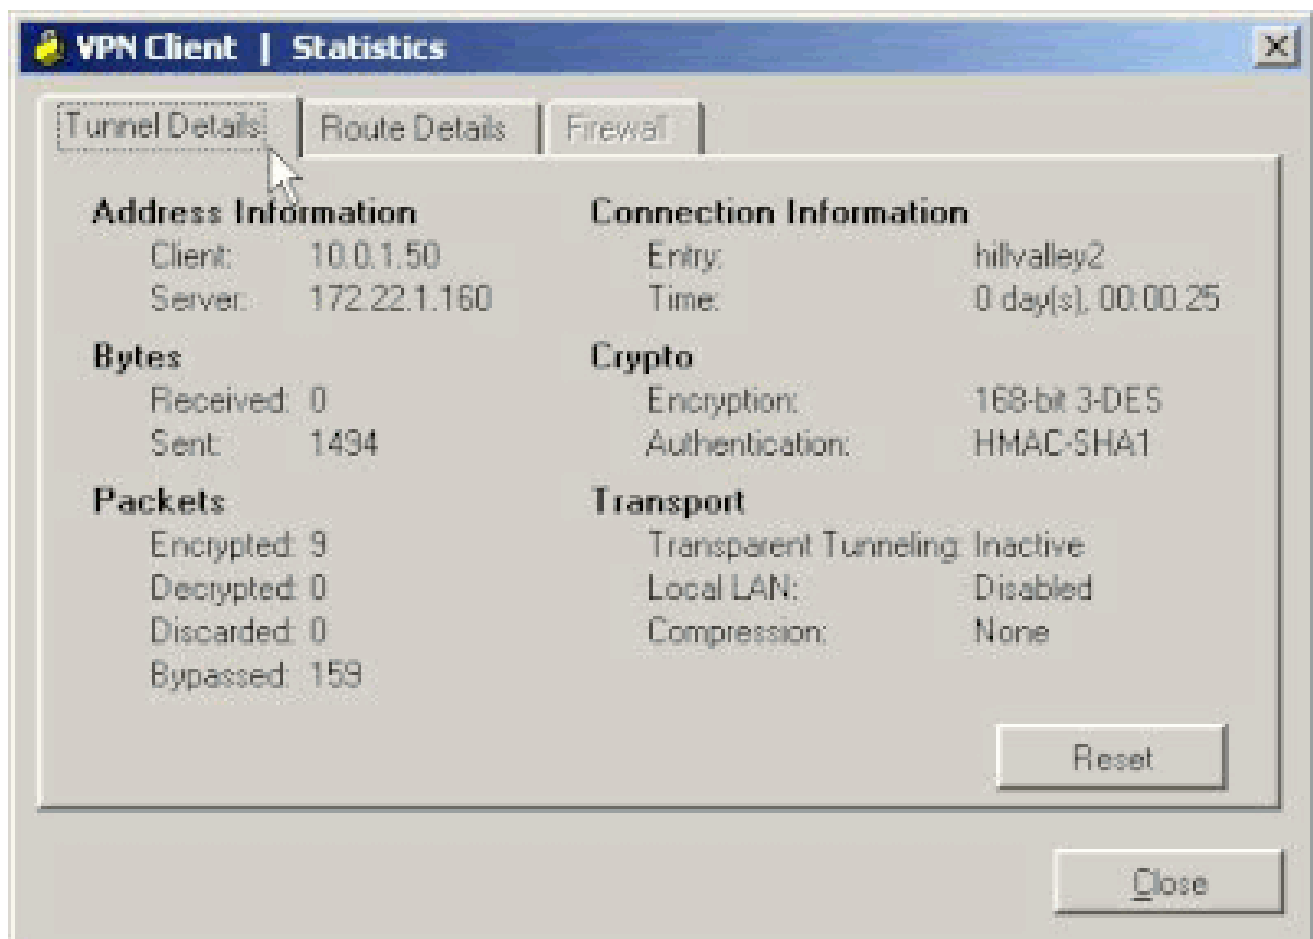 VPN Client | Statistics
Tunnel Details
Route Details
Firewall
Address Information
Client: 10.0.1.50
Server: 172.22.1.160
Bytes
Received: 0
Sent: 1494
Packets
Encrypted: 9
Decrypted: 0
Discarded: 0
Bypassed: 159
Connection Information
Entry: hillvalley2
Time: 0 day(s), 00:00.25
Crypto
Encryption: 168-bit 3-DES
Authentication: HMAC-SHA1
Transport
Transparent Tunneling: Inactive
Local LAN: Disabled
Compression: None
Reset
Close